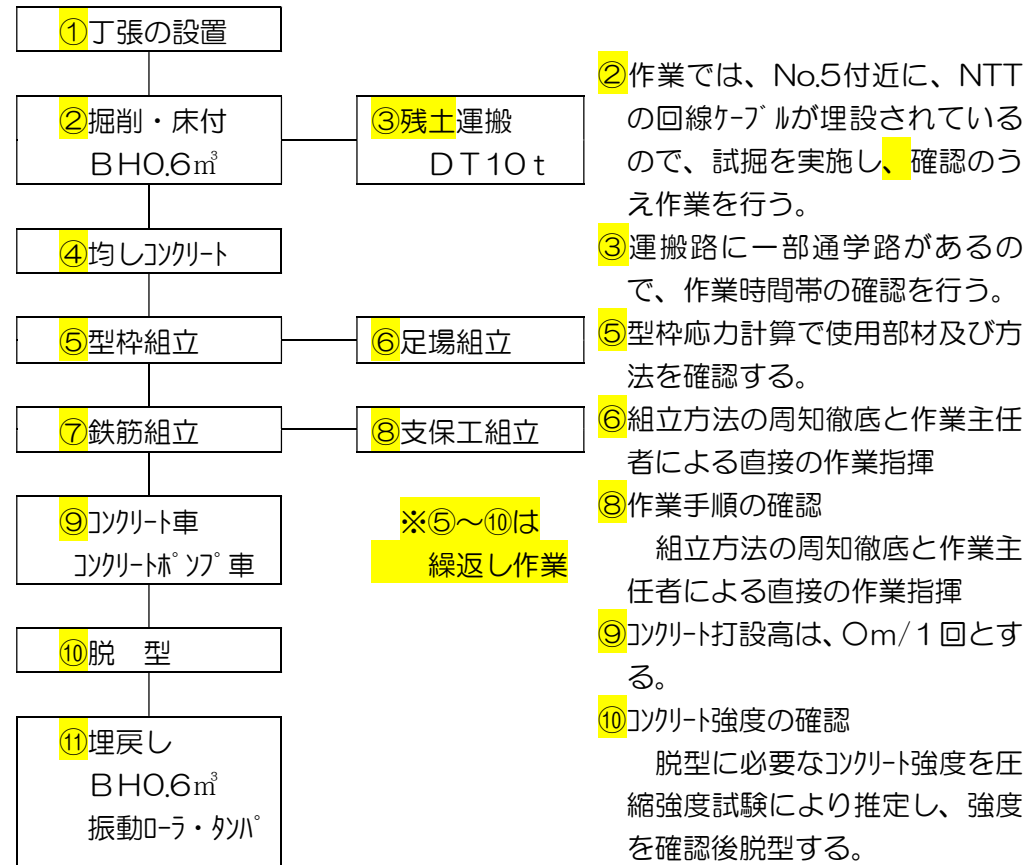 ①丁張の設置
②掘削・床付
BH0.6㎥
③残土運搬
DT10t
④均しｺﾝｸﾘｰﾄ
⑤型枠組立
⑥足場組立
⑦鉄筋組立
⑧支保工組立
⑨ｺﾝｸﾘｰﾄ車
ｺﾝｸﾘｰﾄﾎﾟﾝﾌﾟ車
※⑤～⑩は
繰返し作業
⑩脱　型
⑪埋戻し
BH0.6㎥
振動ﾛｰﾗ・ﾀﾝﾊﾟ
②作業では、No.5付近に、NTT
の回線ｹｰﾌﾞﾙが埋設されている
ので、試掘を実施し、確認のう
え作業を行う。
③運搬路に一部通学路があるの
で、作業時間帯の確認を行う。
⑤型枠応力計算で使用部材及び方
法を確認する。
⑥組立方法の周知徹底と作業主任
者による直接の作業指揮
⑧作業手順の確認
組立方法の周知徹底と作業主
任者による直接の作業指揮
⑨ｺﾝｸﾘｰﾄ打設高は、〇m/１回とす
る。
⑩ｺﾝｸﾘｰﾄ強度の確認
脱型に必要なｺﾝｸﾘｰﾄ強度を圧
縮強度試験により推定し、強度
を確認後脱型する。